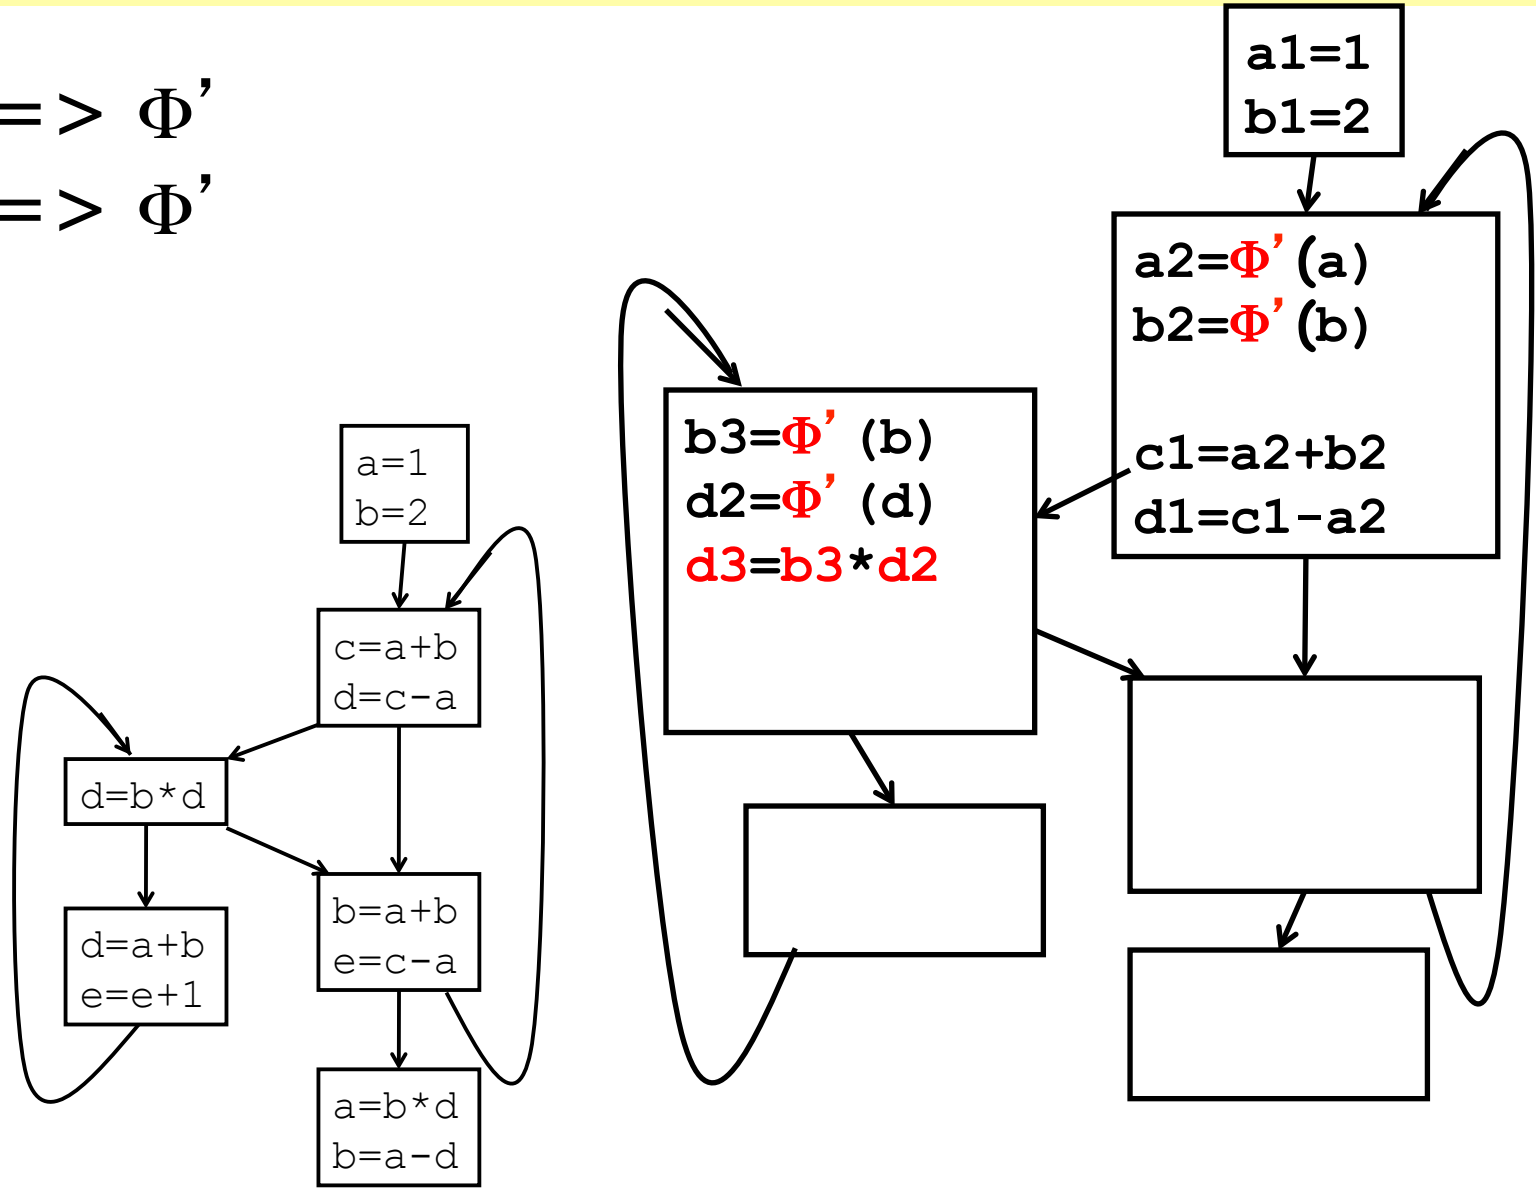 => Φ’
=> Φ’
a=1
b=2
c=a+b
d=c-a
d=b*d
d=a+b
e=e+1
b=a+b
e=c-a
a=b*d
b=a-d
a1=1
b1=2
a2=Φ’(a)
b2=Φ’(b)
c1=a2+b2
d1=c1-a2
b3=Φ’ (b)
d2=Φ’ (d)
d3=b3*d2